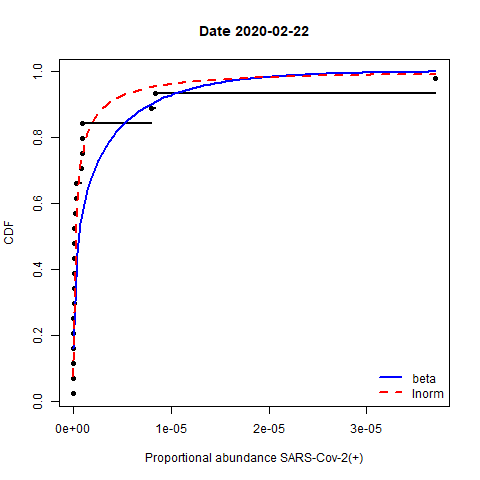 Date 2020-02-22
CDF
1.0
0.8
0.6
0.4
0.2
0.0
beta
lnorm
0e+00
1e-05
2e-05
3e-05
Proportional abundance SARS-Cov-2(+)